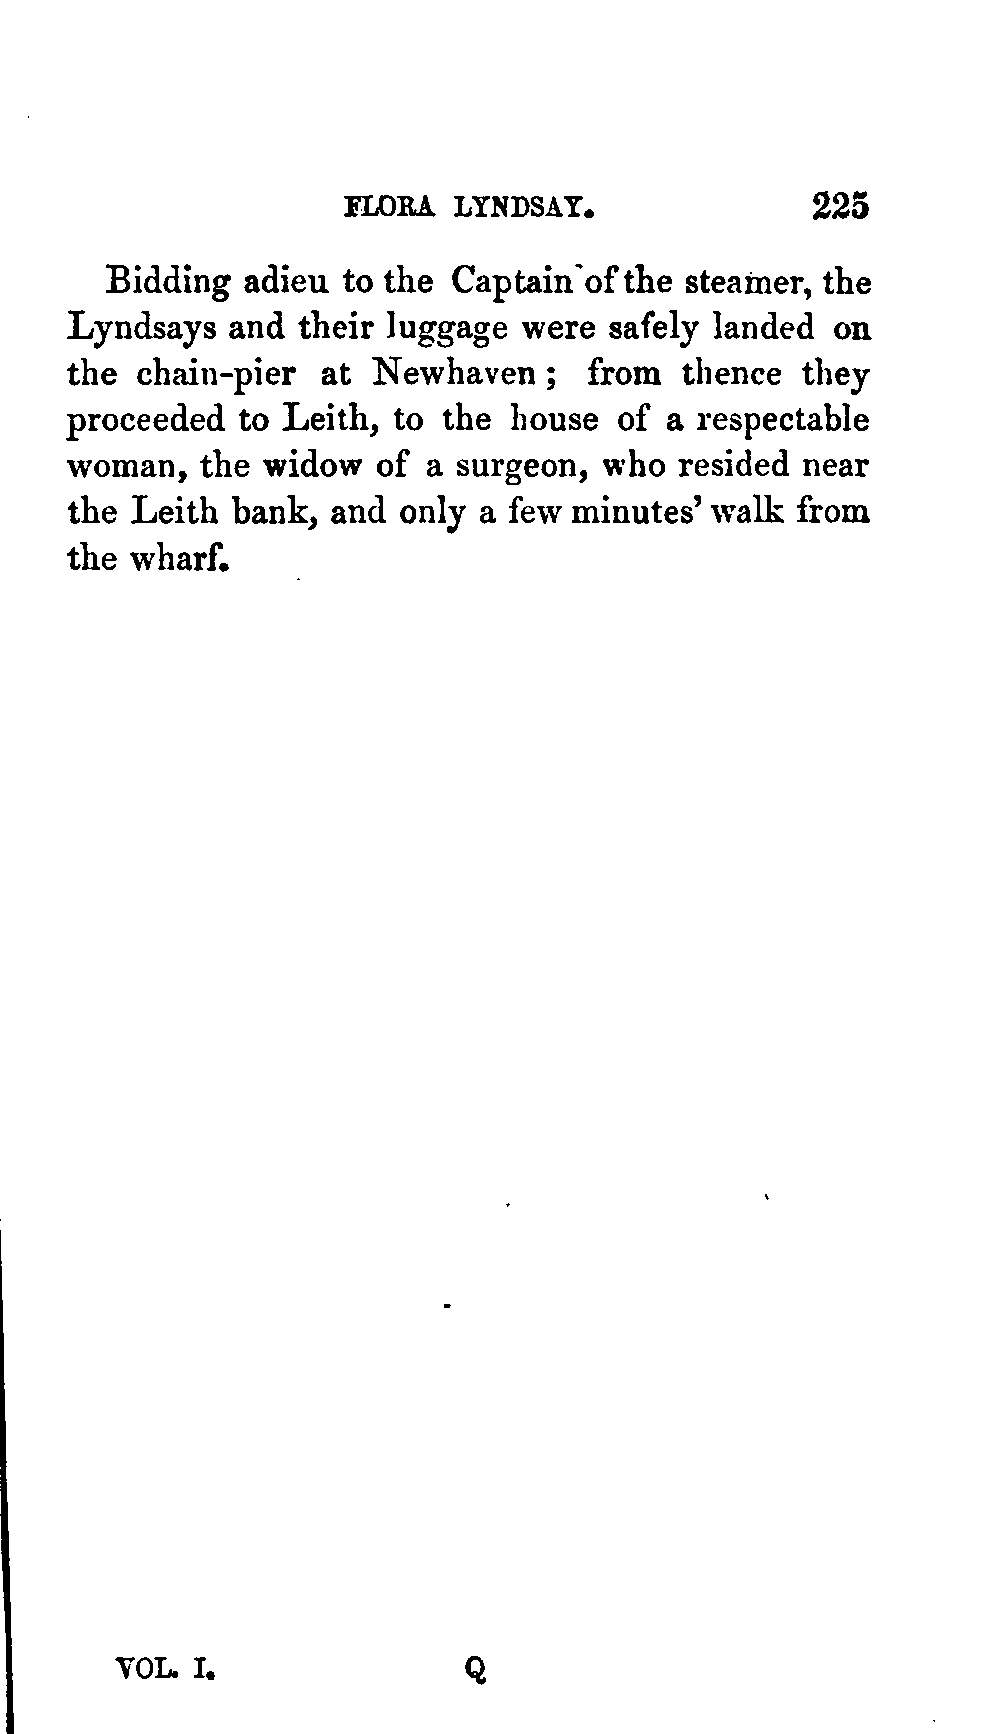 FLORA LYNDSAY. 225
Bidding adieu to the Captain of the steamer, the
Lyndsays and their luggage were safely landed on
the chain-pier at Newhaven; from thence they
proceeded to Leith, to the house of a respectable
woman, the widow of a surgeon, who resided near
the Leith bank, and only a few minutes' walk from
the wharf.
VOL. I. Q